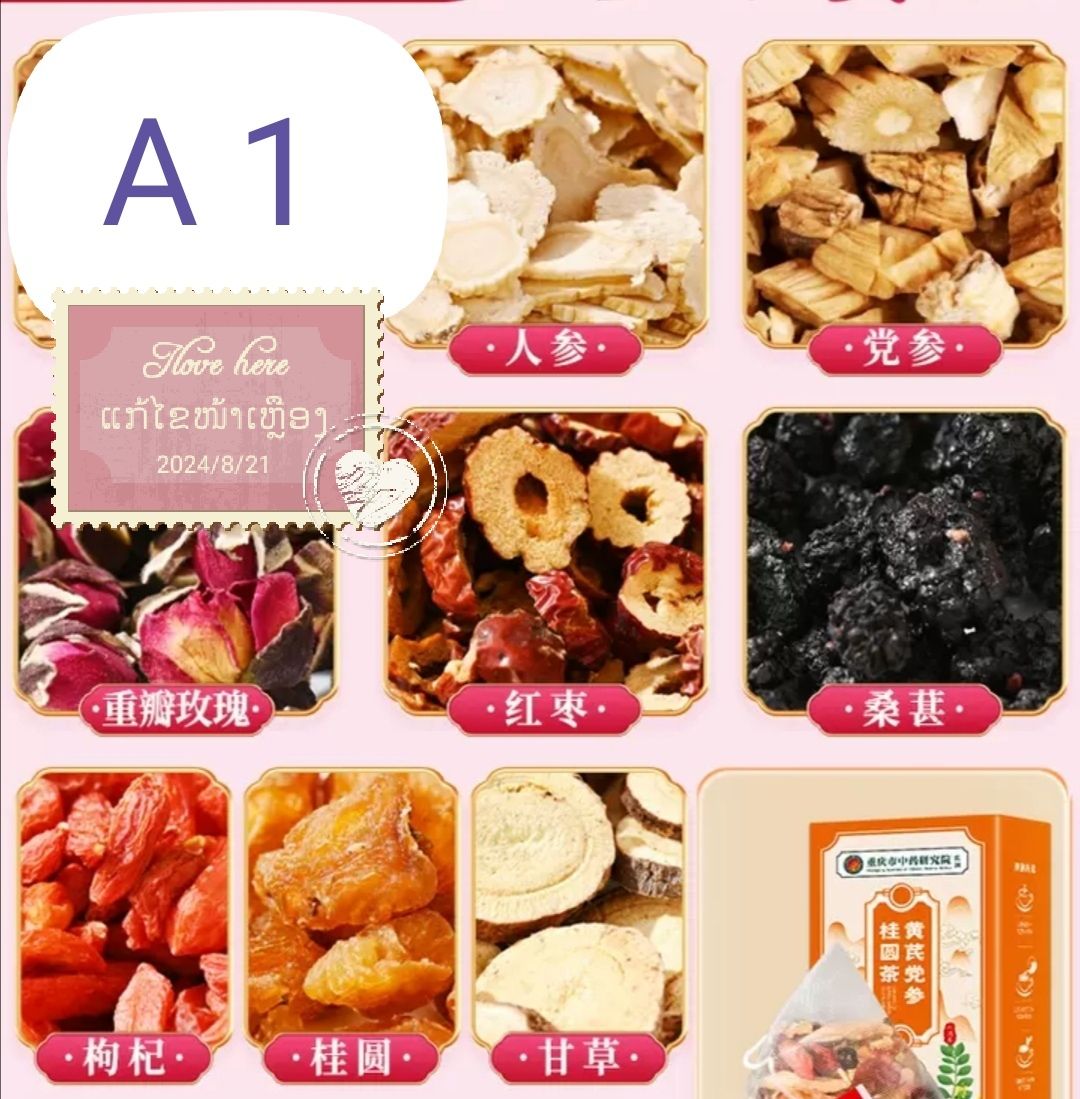 A 1
·人参·
·党参·
Ilove here
ແກ້ໄຂໜ້າເຫຼືອງ
2024/8/21
·重瓣玫瑰·
·红枣·
·桑葚·
重庆市中药研究院
黄芪党参
桂圆茶
·枸杞·
·桂圆·
·甘草·